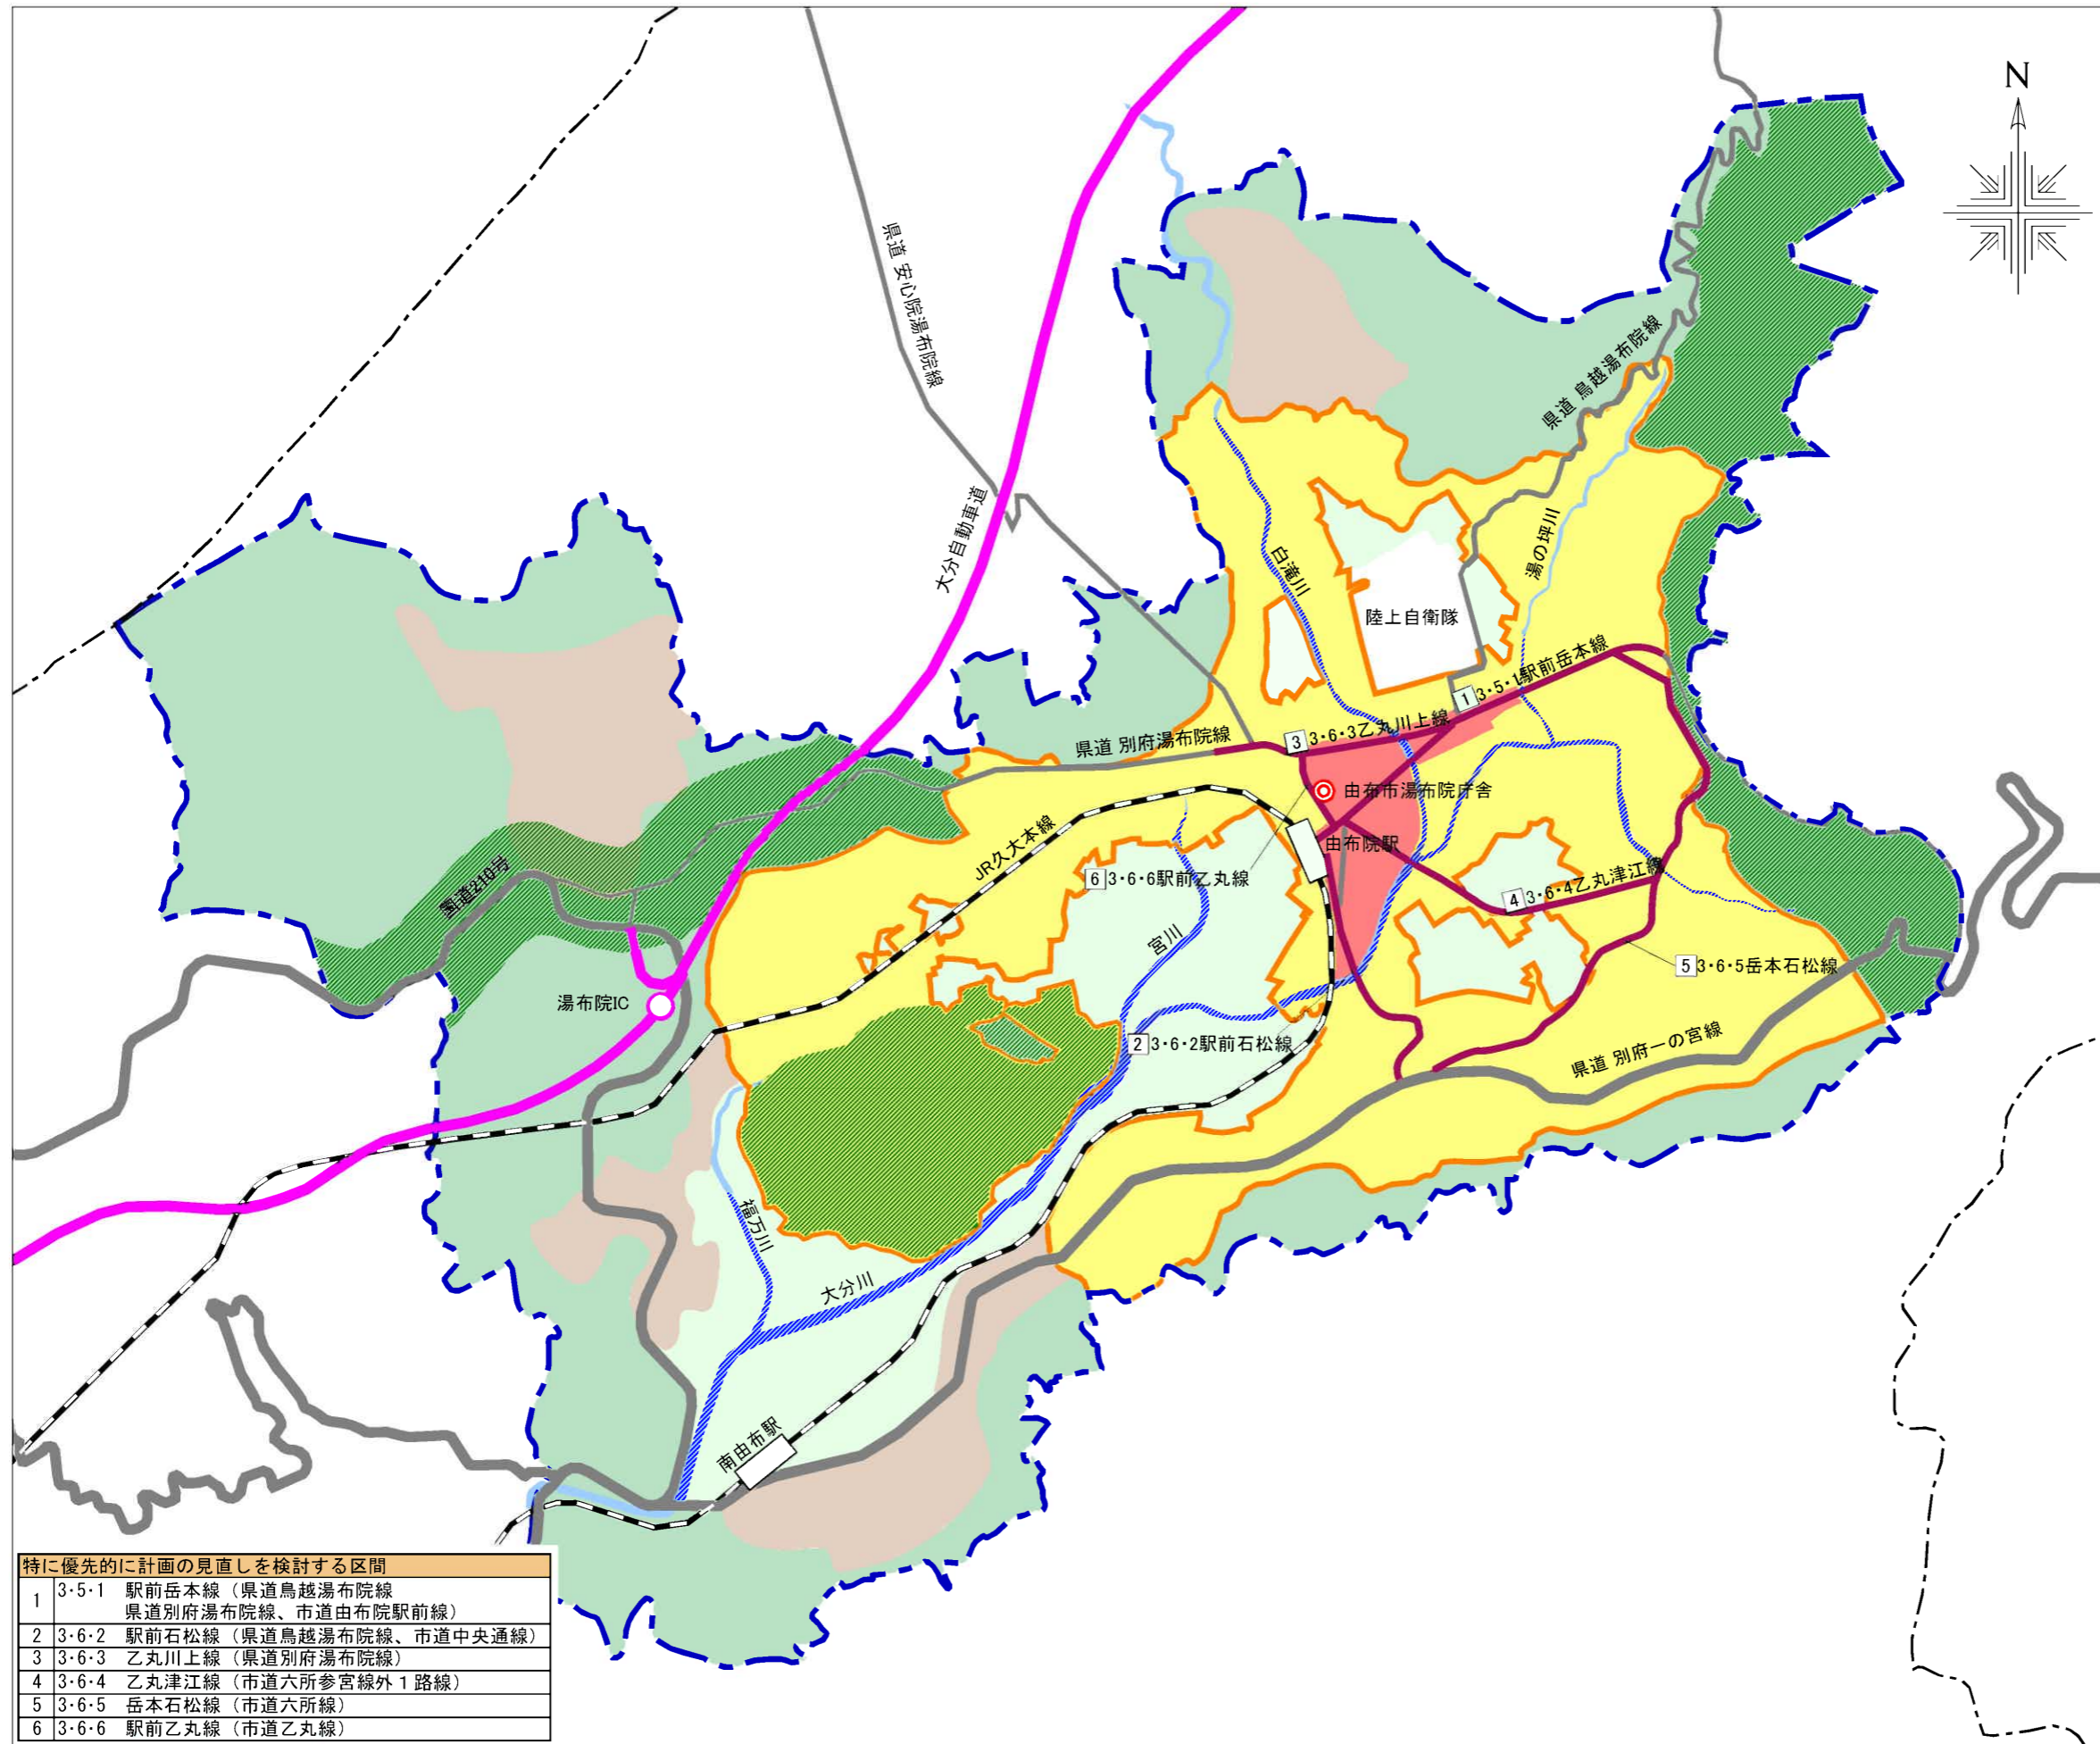 N
県道 安心院湯布院線
大分自動車道
県道 鳥越湯布院線
湯の坪川
白滝川
陸上自衛隊
1 3・5・1駅前岳本線
3 3・6・3乙丸川上線
県道 別府湯布院線
由布市湯布院庁舎
由布院駅
JR久大本線
6 3・6・6駅前乙丸線
4 3・6・4乙丸津江線
国道210号
宮川
5 3・6・5岳本石松線
湯布院IC
2 3・6・2駅前石松線
県道 別府一の宮線
福万川
大分川
南由布駅
特に優先的に計画の見直しを検討する区間
1 3・5・1 駅前岳本線（県道鳥越湯布院線
県道別府湯布院線、市道由布院駅前線）
2 3・6・2 駅前石松線（県道鳥越湯布院線、市道中央通線）
3 3・6・3 乙丸川上線（県道別府湯布院線）
4 3・6・4 乙丸津江線（市道六所参宮線外１路線）
5 3・6・5 岳本石松線（市道六所線）
6 3・6・6 駅前乙丸線（市道乙丸線）